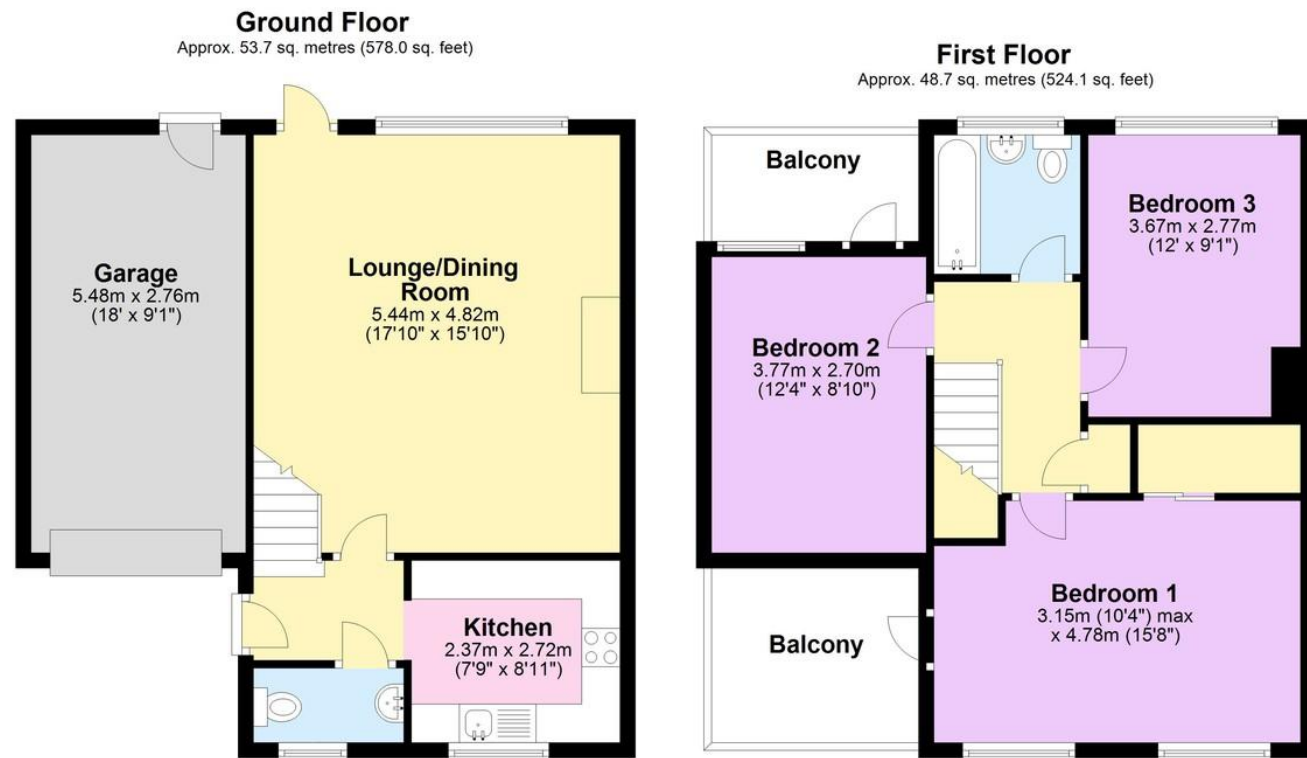 Ground Floor
Approx. 53.7 sq. metres (578.0 sq. feet)
Garage
5.48m x 2.76m
(18' x 9'1")
Lounge/Dining
Room
5.44m x 4.82m
(17'10" x 15'10")
Kitchen
2.37m x 2.72m
(7'9" x 8'11")
First Floor
Approx. 48.7 sq. metres (524.1 sq. feet)
Balcony
Bedroom 3
3.67m x 2.77m
(12' x 9'1")
Bedroom 2
3.77m x 2.70m
(12'4" x 8'10")
Bedroom 1
3.15m (10'4") max
x 4.78m (15'8")
Balcony